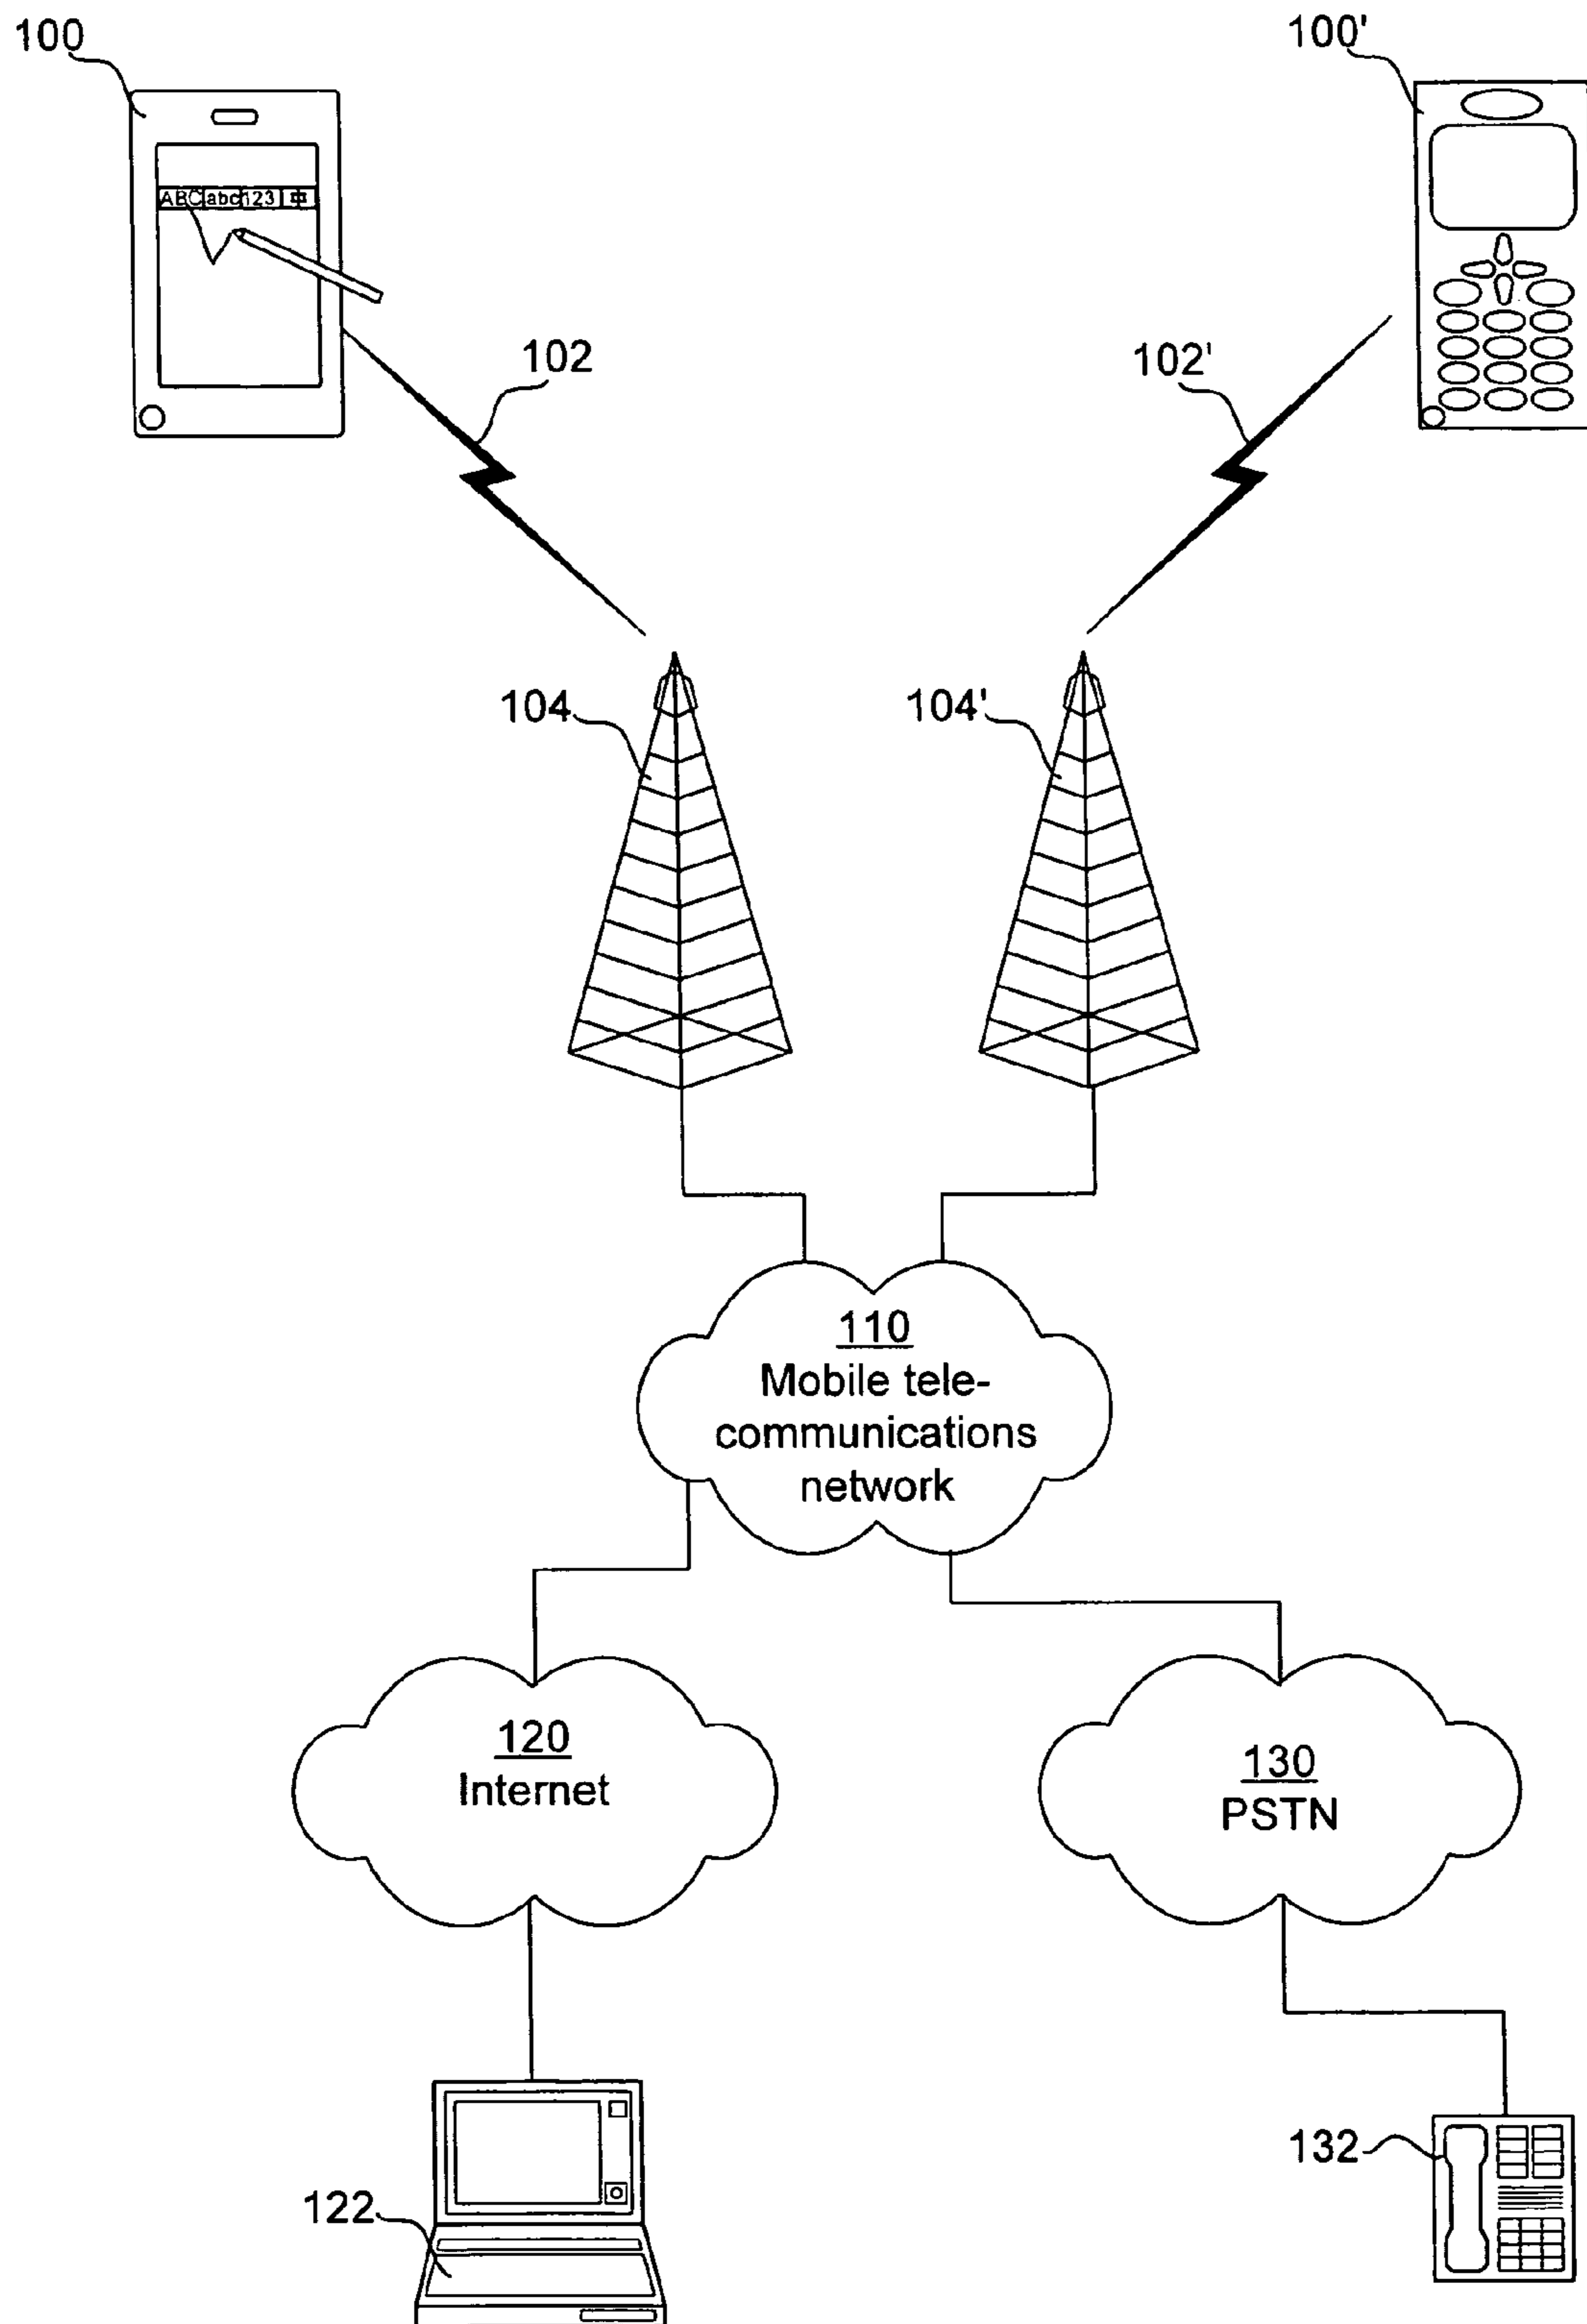 100
100'
ABC abc 123 中
102
102'
104
104'
110
Mobile tele-
communications
network
120
Internet
130
PSTN
132
122